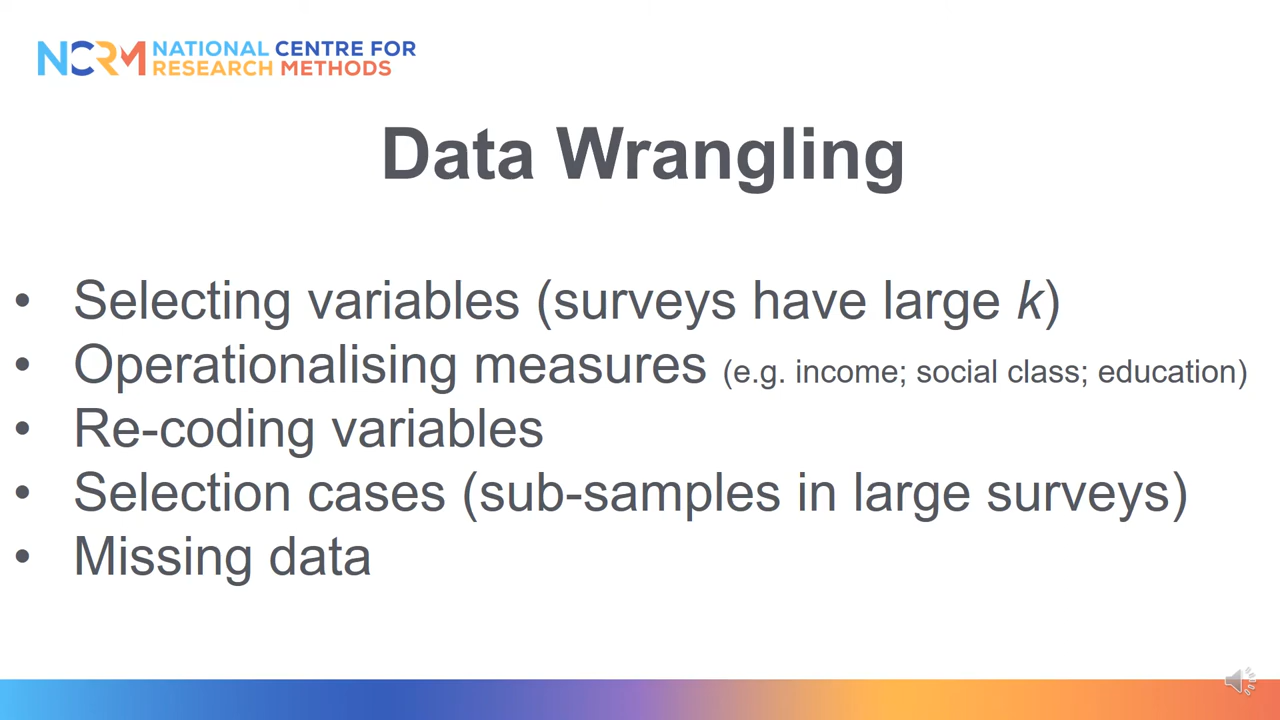 NCRM NATIONAL CENTRE FOR RESEARCH METHODS
Data Wrangling
• Selecting variables (surveys have large k)
• Operationalising measures (e.g. income; social class; education)
• Re-coding variables
• Selection cases (sub-samples in large surveys)
• Missing data